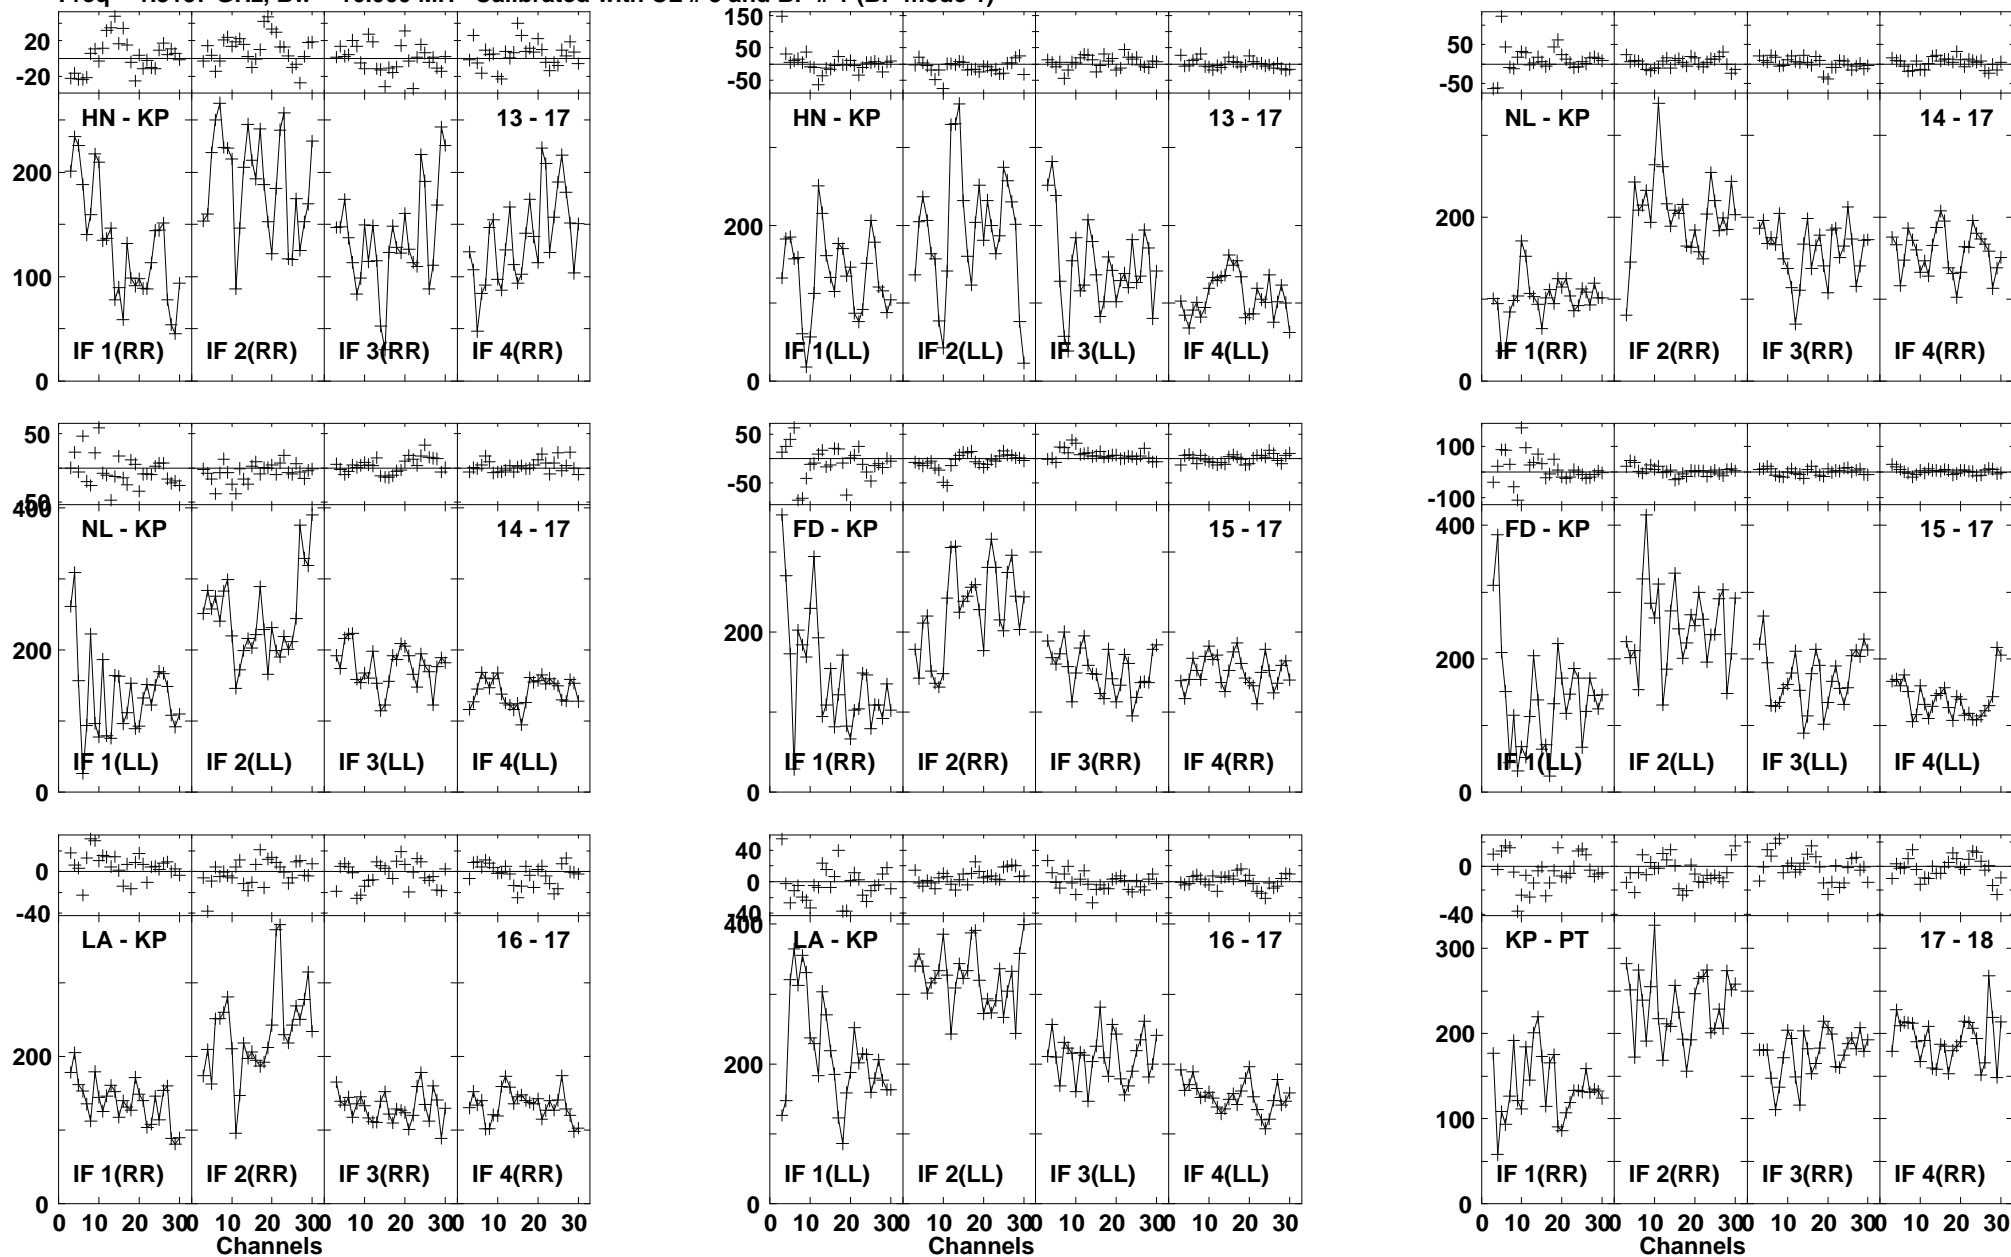 20
-20
HN - KP
13 - 17
200
100
0
IF 1(RR)
IF 2(RR)
IF 3(RR)
IF 4(RR)
150
50
-50
HN - KP
13 - 17
200
0
IF 1(LL)
IF 2(LL)
IF 3(LL)
IF 4(LL)
50
-50
NL - KP
14 - 17
200
0
IF 1(RR)
IF 2(RR)
IF 3(RR)
IF 4(RR)
50
NL - KP
14 - 17
400
200
0
IF 1(LL)
IF 2(LL)
IF 3(LL)
IF 4(LL)
50
-50
FD - KP
15 - 17
200
0
IF 1(RR)
IF 2(RR)
IF 3(RR)
IF 4(RR)
100
0
-100
FD - KP
15 - 17
400
200
0
IF 1(LL)
IF 2(LL)
IF 3(LL)
IF 4(LL)
0
-40
LA - KP
16 - 17
200
0
IF 1(RR)
IF 2(RR)
IF 3(RR)
IF 4(RR)
0 10 20 30 0 10 20 30 0 10 20 30 0 10 20 30
Channels
40
0
-40
LA - KP
16 - 17
400
200
0
IF 1(LL)
IF 2(LL)
IF 3(LL)
IF 4(LL)
0 10 20 30 0 10 20 30 0 10 20 30 0 10 20 30
Channels
0
-40
KP - PT
17 - 18
300
200
100
0
IF 1(RR)
IF 2(RR)
IF 3(RR)
IF 4(RR)
0 10 20 30 0 10 20 30 0 10 20 30 0 10 20 30
Channels